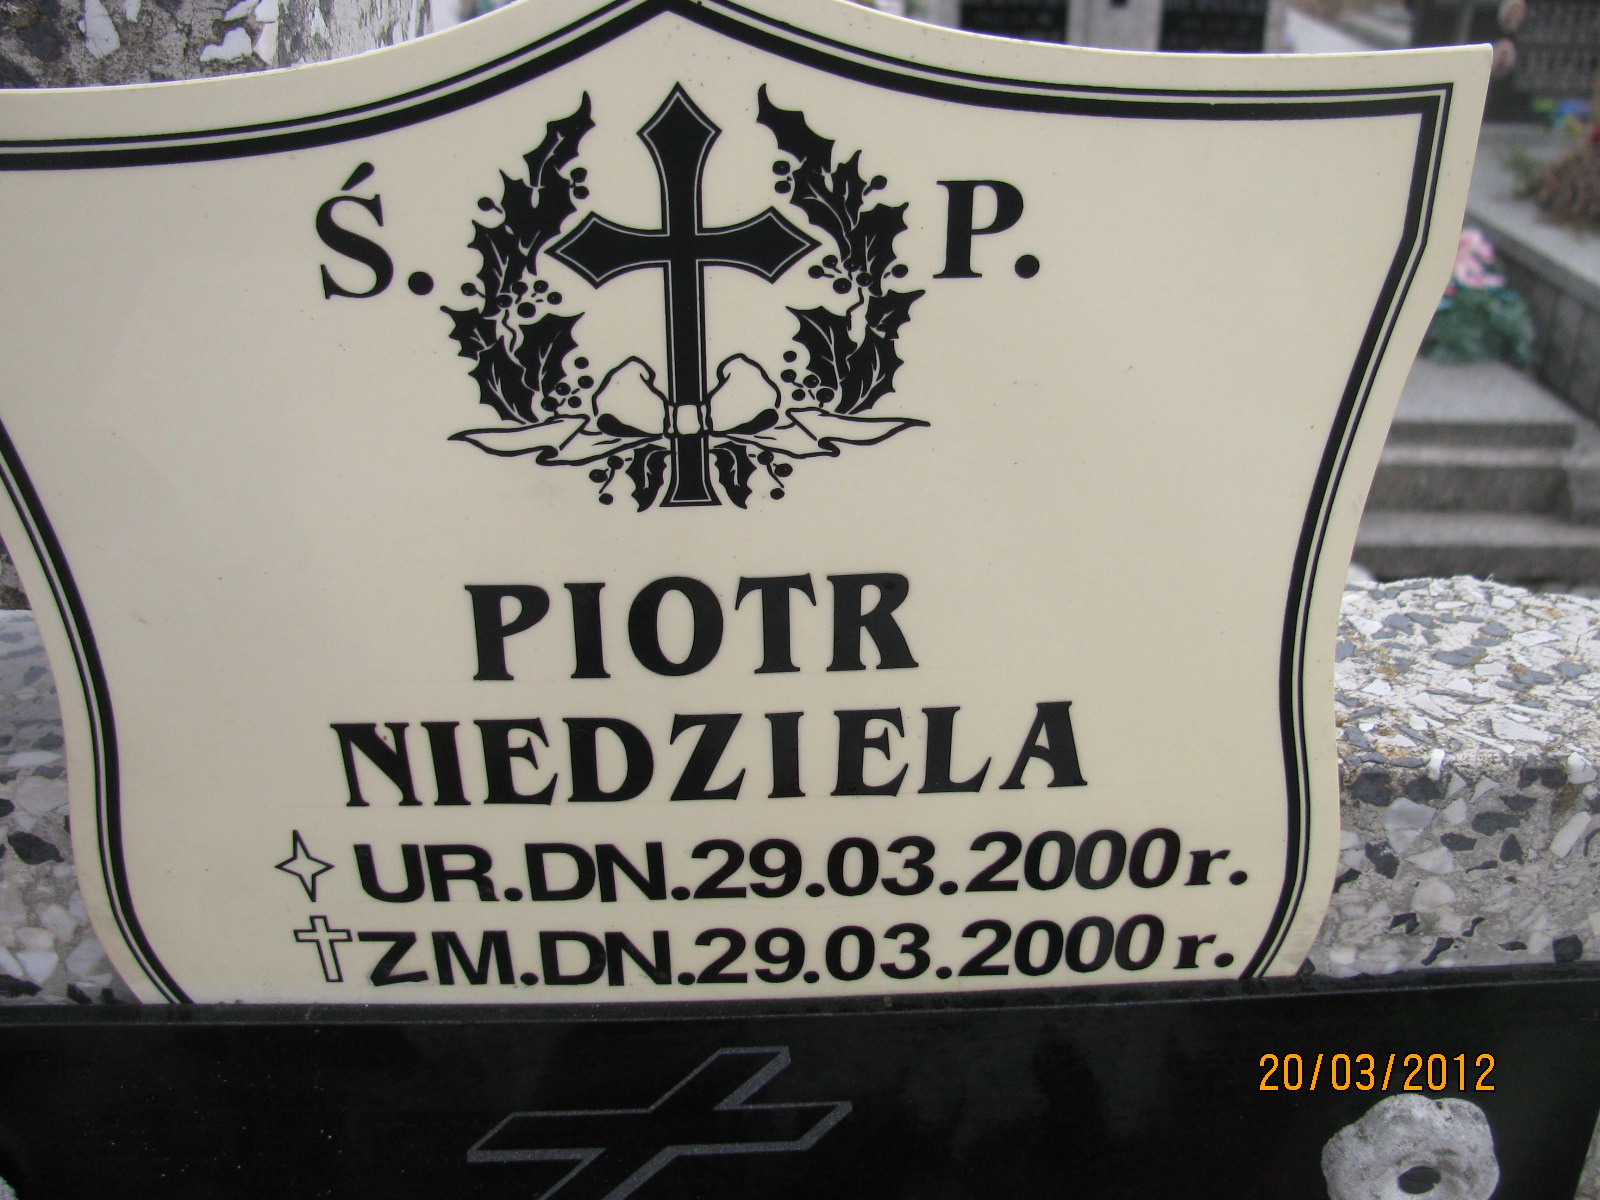 Ś. P.
PIOTR
NIEDZIELA
UR.DN.29.03.2000r.
ZM.DN.29.03.2000r.
20/03/2012